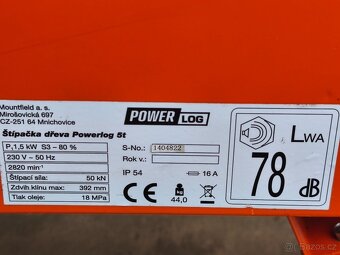 Mountfield a. s.
Mirošovická 697
CZ-251 64 Mnichovice
POWER LOG
Štípačka dřeva Powerlog 5t
P,1,5 kW S3 – 80 %
230 V ~ 50 Hz
2820 min⁻¹
Štípací síla: 50 kN
Zdvih klínu max: 392 mm
Tlak oleje: 18 MPa
S-No.: 1404822
Rok v.:
IP 54
16 A
CE
kg
44,0
LWA
78 dB
bazos.cz